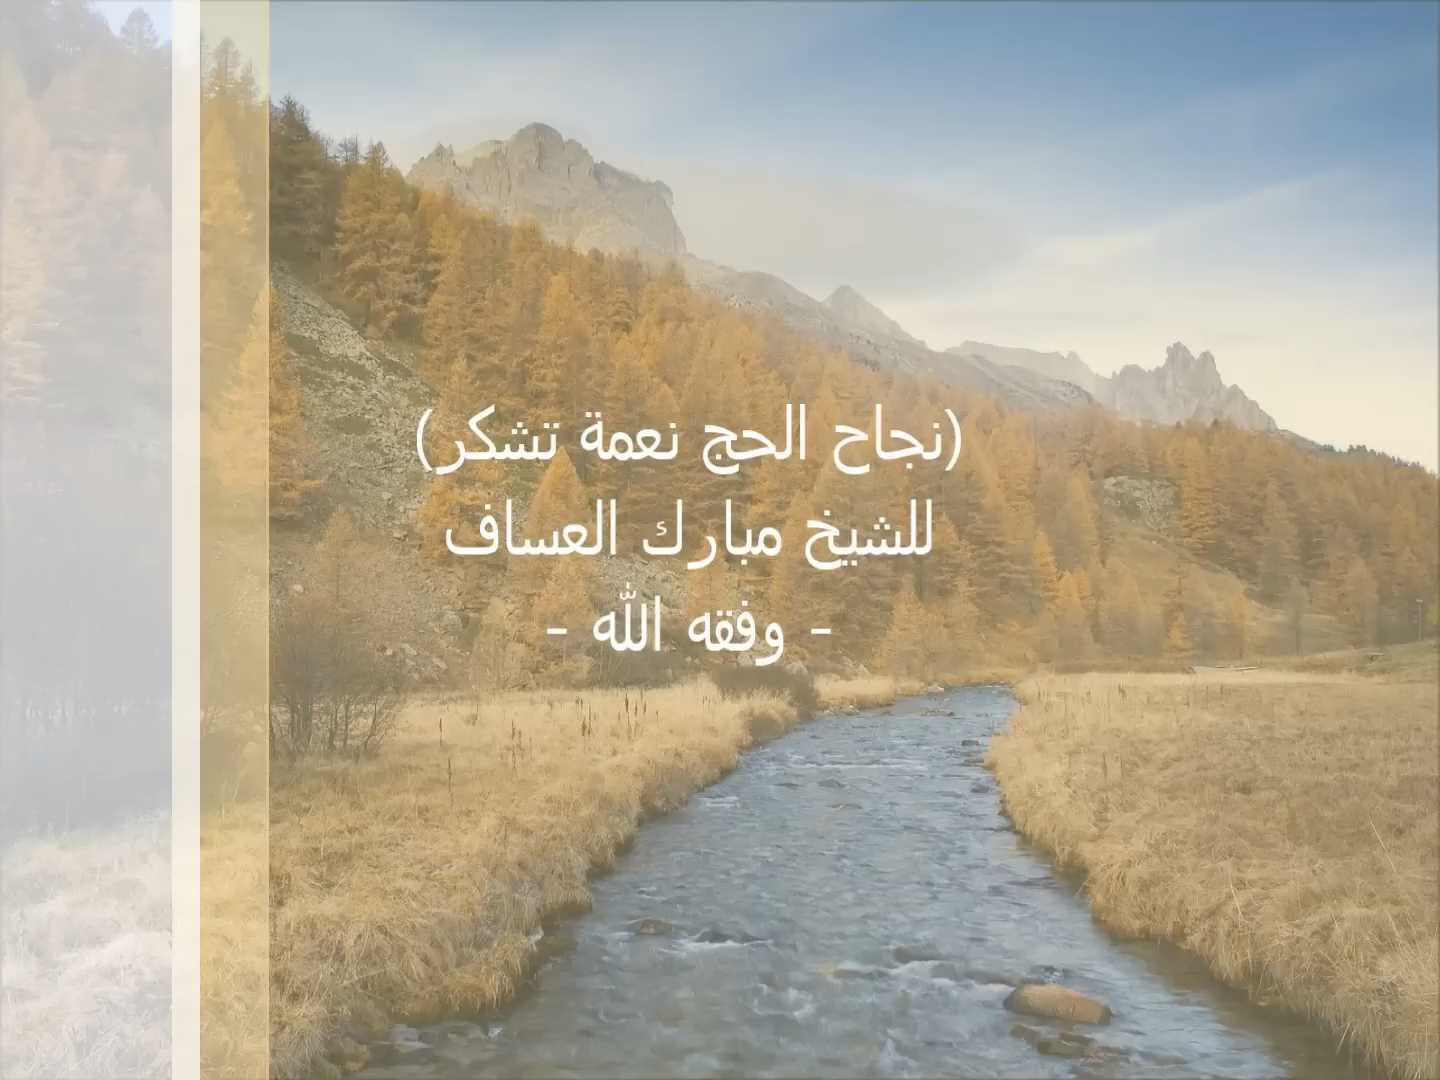 (نجاح الحج نعمة تشكر)
للشيخ مبارك العساف
- وفقه الله -